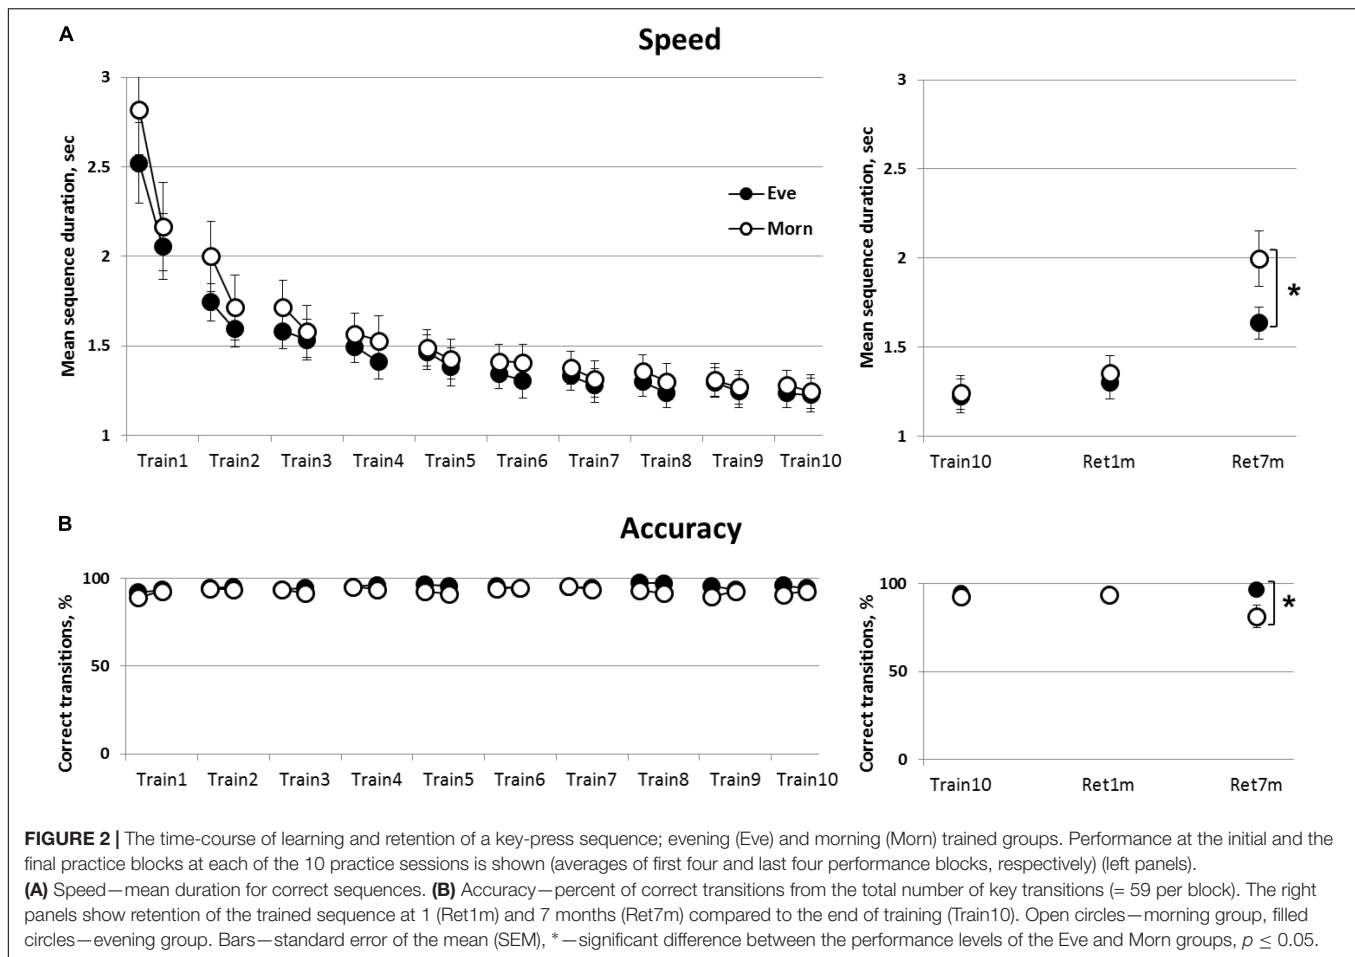 A
Speed
3
2.5
2
1.5
1
Mean sequence duration, sec
Eve
Morn
Train1 Train2 Train3 Train4 Train5 Train6 Train7 Train8 Train9 Train10
3
2.5
2
1.5
1
Mean sequence duration, sec
*
Train10 Ret1m Ret7m
B
Accuracy
100
50
0
Correct transitions, %
Train1 Train2 Train3 Train4 Train5 Train6 Train7 Train8 Train9 Train10
100
50
0
Correct transitions, %
*
Train10 Ret1m Ret7m
FIGURE 2 | The time-course of learning and retention of a key-press sequence; evening (Eve) and morning (Morn) trained groups. Performance at the initial and the
final practice blocks at each of the 10 practice sessions is shown (averages of first four and last four performance blocks, respectively) (left panels).
(A) Speed—mean duration for correct sequences. (B) Accuracy—percent of correct transitions from the total number of key transitions (= 59 per block). The right
panels show retention of the trained sequence at 1 (Ret1m) and 7 months (Ret7m) compared to the end of training (Train10). Open circles—morning group, filled
circles—evening group. Bars—standard error of the mean (SEM), *—significant difference between the performance levels of the Eve and Morn groups, p ≤ 0.05.